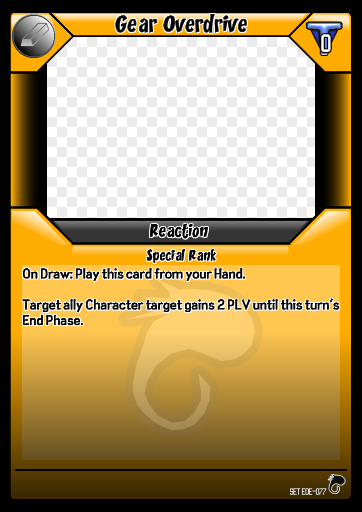 Gear Overdrive
0
Reaction
Special Rank
On Draw: Play this card from your Hand.
Target ally Character target gains 2 PLV until this turn's
End Phase.
SET EOE-077